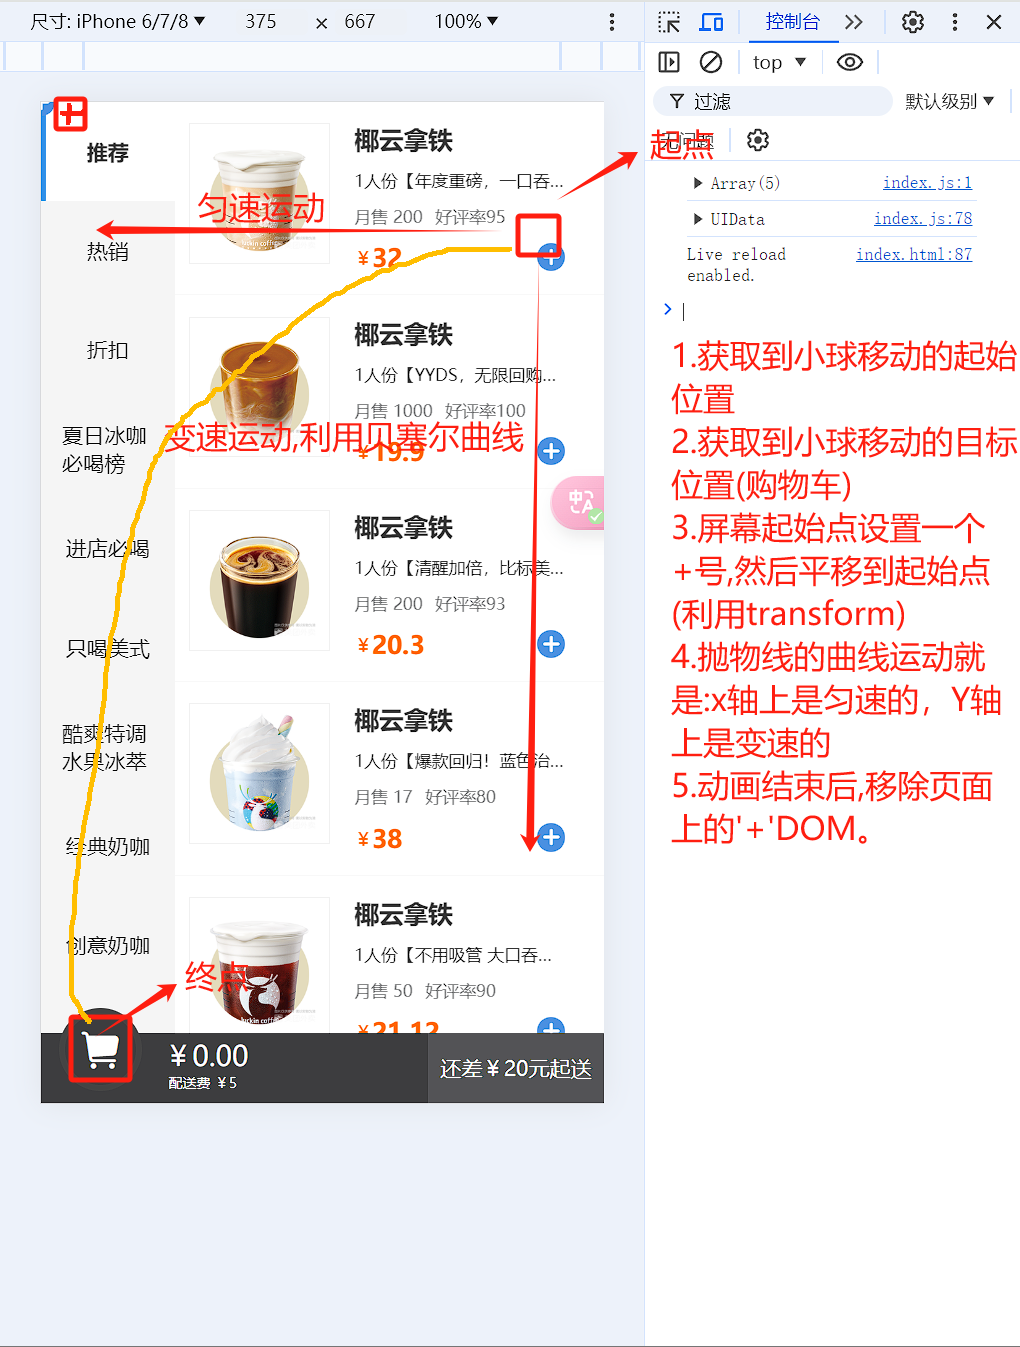 尺寸: iPhone 6/7/8 ▼ 375 × 667 100% ▼
控制台
top ▼
过滤
默认级别 ▼
无问题
起点
Array(5) index.js:1
UIData index.js:78
Live reload enabled. index.html:87
推荐
热销
折扣
夏日冰咖
必喝榜
进店必喝
只喝美式
酷爽特调
水果冰萃
经典奶咖
创意奶咖
椰云拿铁
1人份【年度重磅，一口吞...
月售 200 好评率95
¥32
匀速运动
椰云拿铁
1人份【YYDS，无限回购...
月售 1000 好评率100
¥19.9
变速运动,利用贝塞尔曲线
中A
椰云拿铁
1人份【清醒加倍，比标美...
月售 200 好评率93
¥20.3
椰云拿铁
1人份【爆款回归！蓝色治...
月售 17 好评率80
¥38
椰云拿铁
1人份【不用吸管 大口吞...
月售 50 好评率90
¥21.12
luckin coffee
终点
¥0.00
配送费 ¥5
还差¥20元起送
1.获取到小球移动的起始
位置
2.获取到小球移动的目标
位置(购物车)
3.屏幕起始点设置一个
+号,然后平移到起始点
(利用transform)
4.抛物线的曲线运动就
是:x轴上是匀速的，Y轴
上是变速的
5.动画结束后,移除页面
上的'+'DOM。